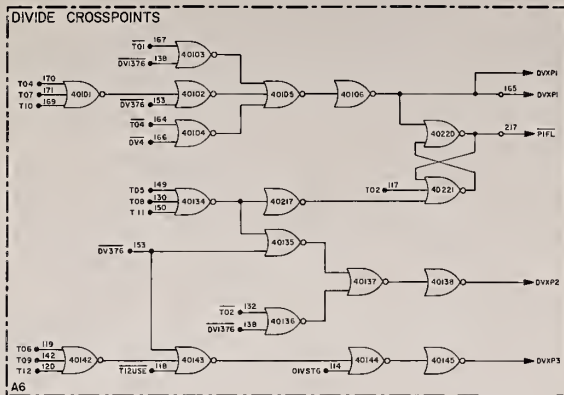 DIVIDE CROSSPOINTS
T01 167
DV1376 138
40103
T04 170
T07 171
T10 169
40101
DV376 153
40102
40105
40106
DVXP1
165 DVXP1
T04 164
DV4 166
40104
40220
217 P1FL
T02 117
40221
T05 149
T08 130
T11 150
40134
40217
DV376 153
40135
40137
40138
DVXP2
T02 132
DV1376 138
40136
T06 119
T09 142
T12 120
40142
T12USE 118
40143
DIVSTG 114
40144
40145
DVXP3
A6